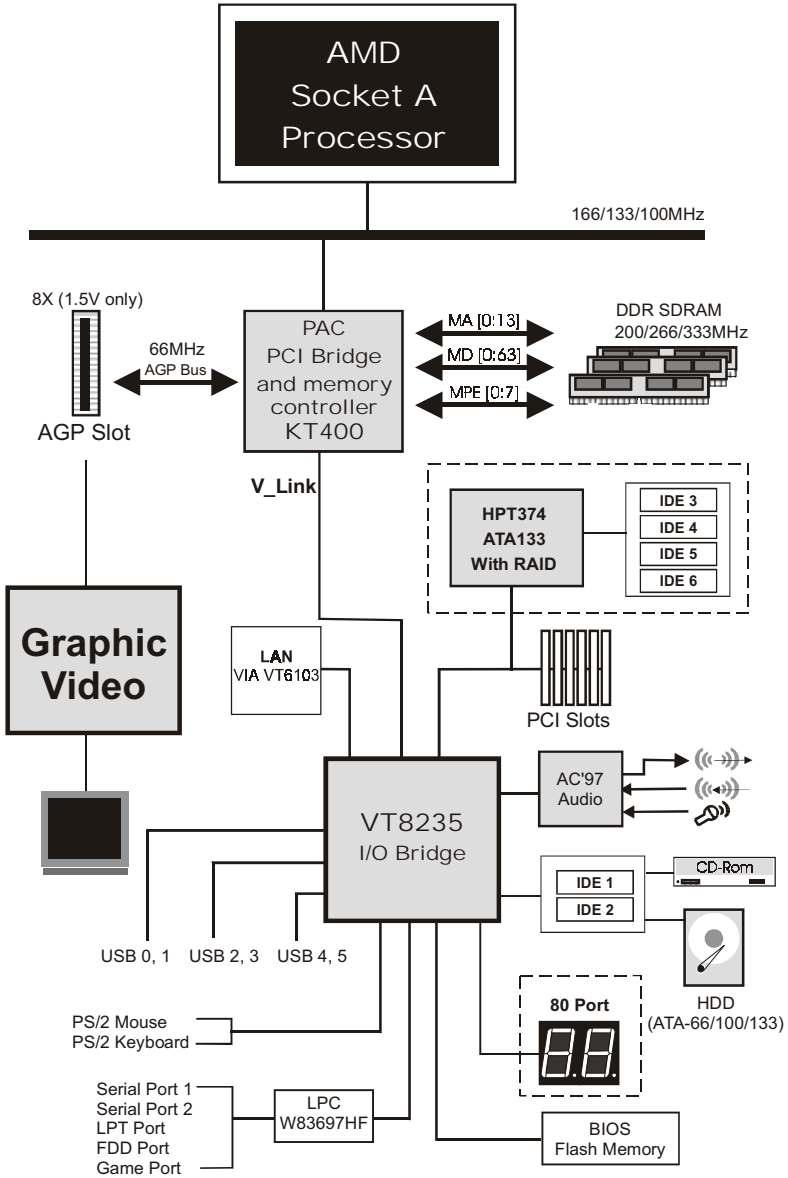 AMD
Socket A
Processor
166/133/100MHz
8X (1.5V only)
66MHz
AGP Bus
AGP Slot
PAC
PCI Bridge
and memory
controller
KT400
MA [0:13]
MD [0:63]
MPE [0:7]
DDR SDRAM
200/266/333MHz
V_Link
HPT374
ATA133
With RAID
IDE 3
IDE 4
IDE 5
IDE 6
Graphic
Video
LAN
VIA VT6103
PCI Slots
VT8235
I/O Bridge
AC'97
Audio
IDE 1
IDE 2
CD-Rom
HDD
(ATA-66/100/133)
USB 0, 1
USB 2, 3
USB 4, 5
80 Port
88
PS/2 Mouse
PS/2 Keyboard
Serial Port 1
Serial Port 2
LPT Port
FDD Port
Game Port
LPC
W83697HF
BIOS
Flash Memory